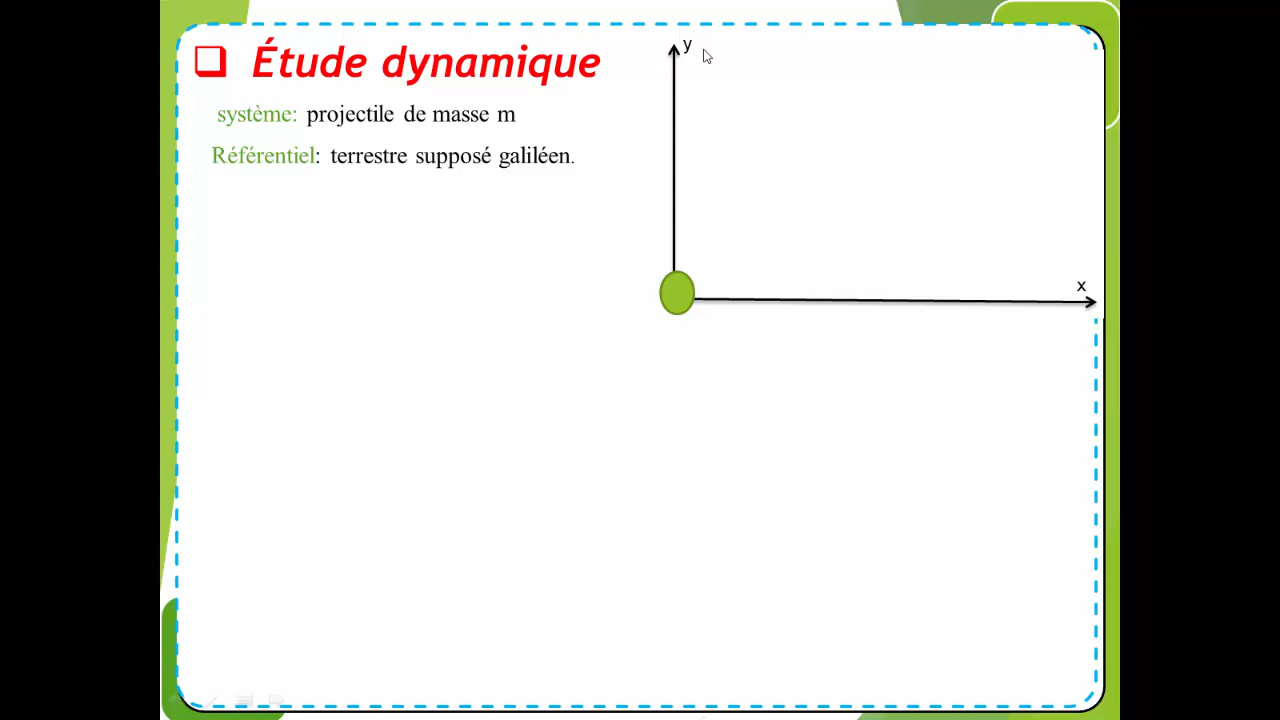 ❑ Étude dynamique
système: projectile de masse m
Référentiel: terrestre supposé galiléen.
y
x